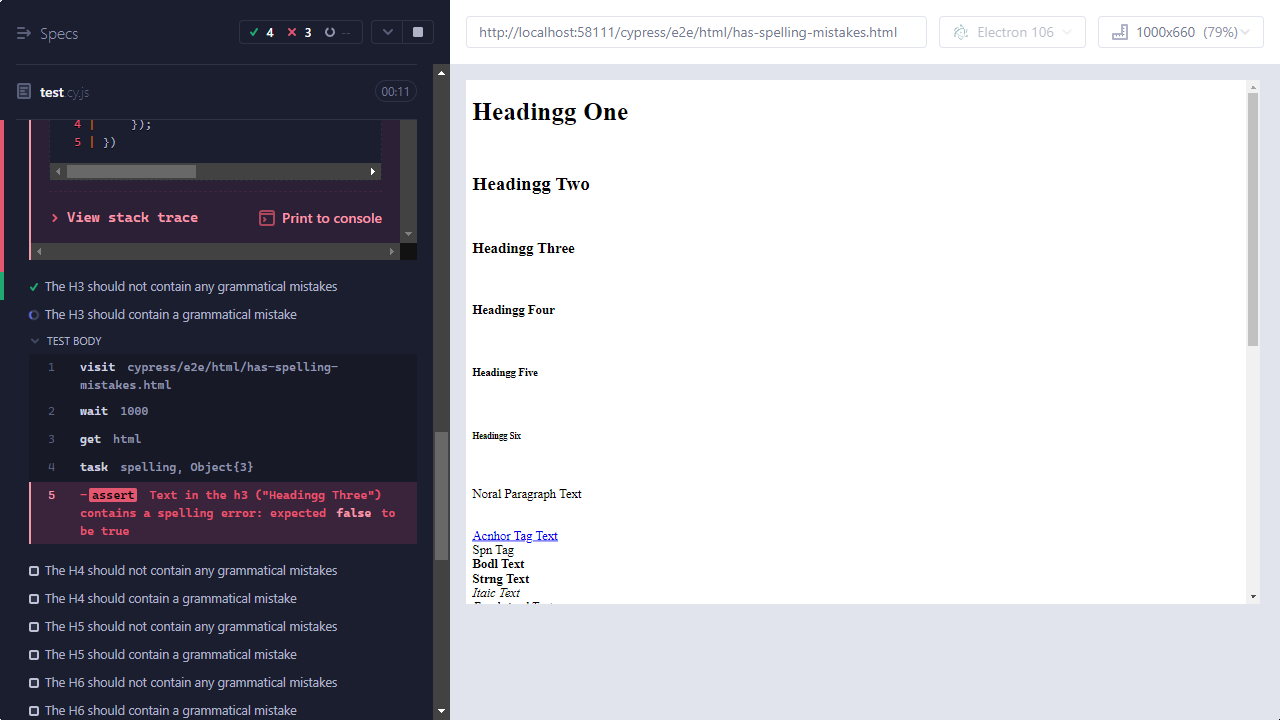 Specs
4
3
--
test cy.js
00:11
4 | });
5 | })
View stack trace
Print to console
The H3 should not contain any grammatical mistakes
The H3 should contain a grammatical mistake
TEST BODY
1 visit cypress/e2e/html/has-spelling-
mistakes.html
2 wait 1000
3 get html
4 task spelling, Object{3}
5 -assert Text in the h3 ("Headingg Three")
contains a spelling error: expected false to
be true
The H4 should not contain any grammatical mistakes
The H4 should contain a grammatical mistake
The H5 should not contain any grammatical mistakes
The H5 should contain a grammatical mistake
The H6 should not contain any grammatical mistakes
The H6 should contain a grammatical mistake
http://localhost:58111/cypress/e2e/html/has-spelling-mistakes.html
Electron 106
1000x660 (79%)
Headingg One
Headingg Two
Headingg Three
Headingg Four
Headingg Five
Headingg Six
Noral Paragraph Text
Acnhor Tag Text
Spn Tag
Bodl Text
Strng Text
Itaic Text